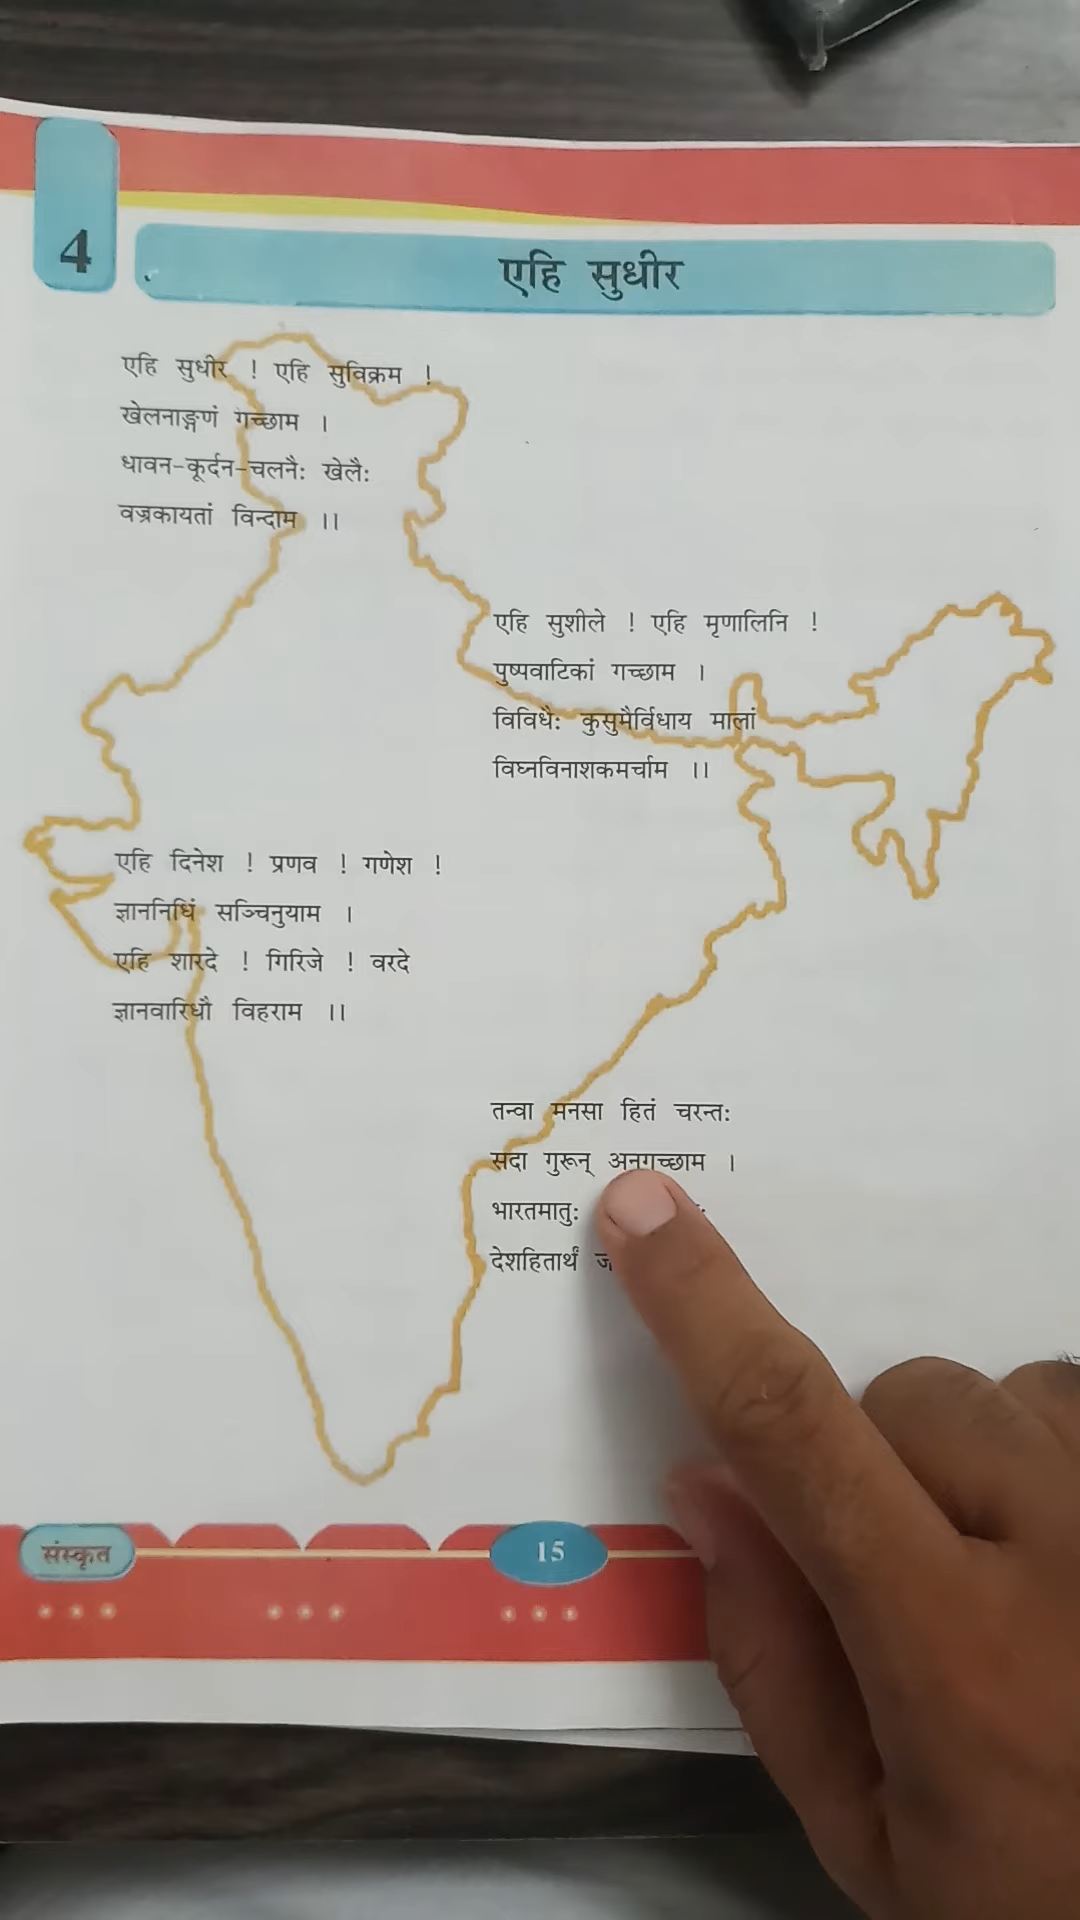 4
एहि सुधीर
एहि सुधीर ! एहि सुविक्रम !
खेलनाङ्गणं गच्छाम ।
धावन-कूर्दन-चलनैः खेलैः
वज्रकायतां विन्दाम ।।
एहि सुशीले ! एहि मृणालिनि !
पुष्पवाटिकां गच्छाम ।
विविधैः कुसुमैर्विधाय मालां
विघ्नविनाशकमर्चाम ।।
एहि दिनेश ! प्रणव ! गणेश !
ज्ञाननिधिं सञ्चिनुयाम ।
एहि शारदे ! गिरिजे ! वरदे
ज्ञानवारिधौ विहराम ।।
तन्वा मनसा हितं चरन्तः
सदा गुरून् अनुगच्छाम ।
भारतमातुः
देशहितार्थं
संस्कृत
15